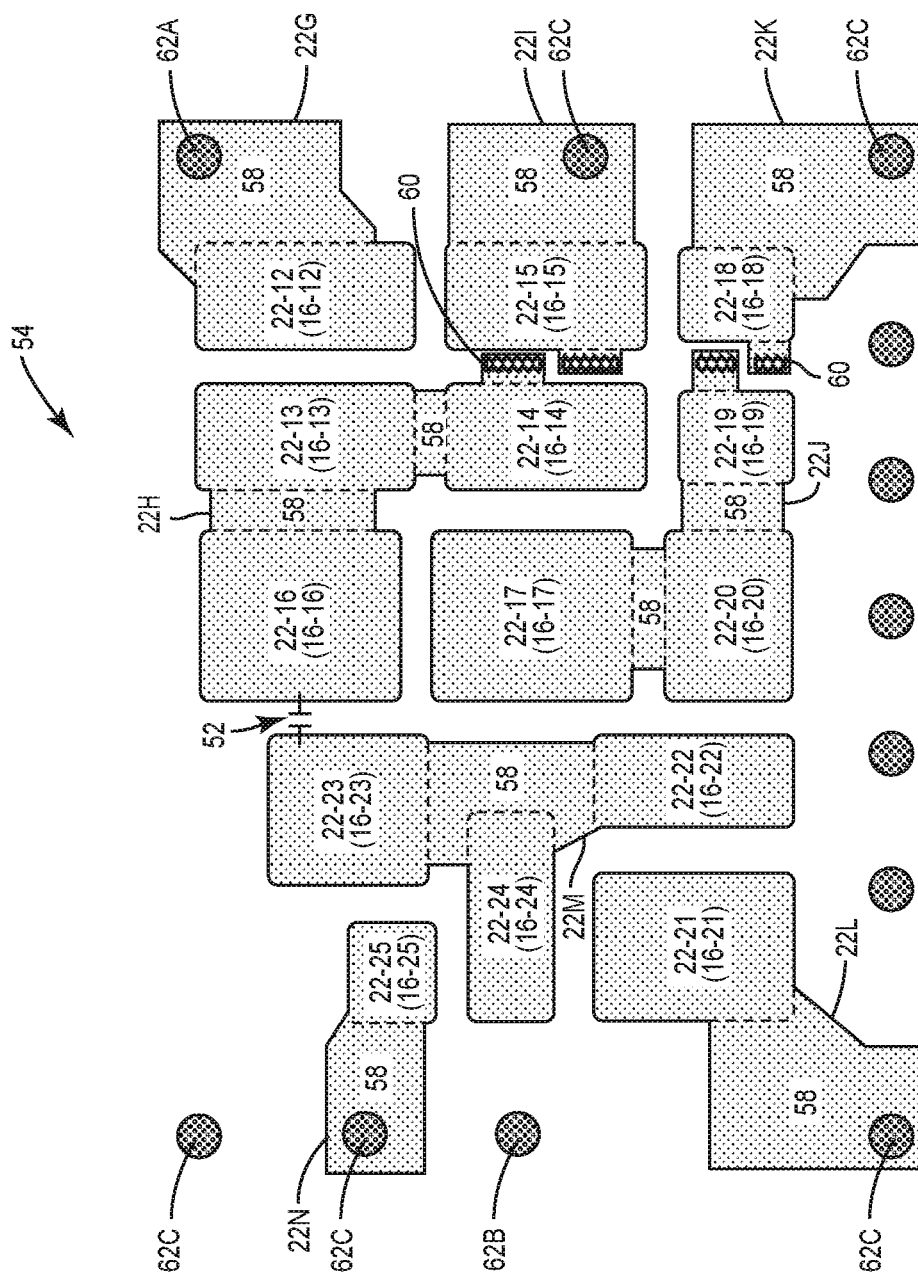 54
62C
22H
62A
52
58
22-16
(16-16)
22-13
(16-13)
58
22-12
(16-12)
58
22G
22N
62C
58
22-25
(16-25)
22-23
(16-23)
58
60
62B
22-24
(16-24)
58
22M
22-17
(16-17)
22-14
(16-14)
22-15
(16-15)
58
22I
62C
58
22-21
(16-21)
22-22
(16-22)
22-20
(16-20)
58
22-19
(16-19)
22-18
(16-18)
58
22K
58
22L
22J
60
62C
62C